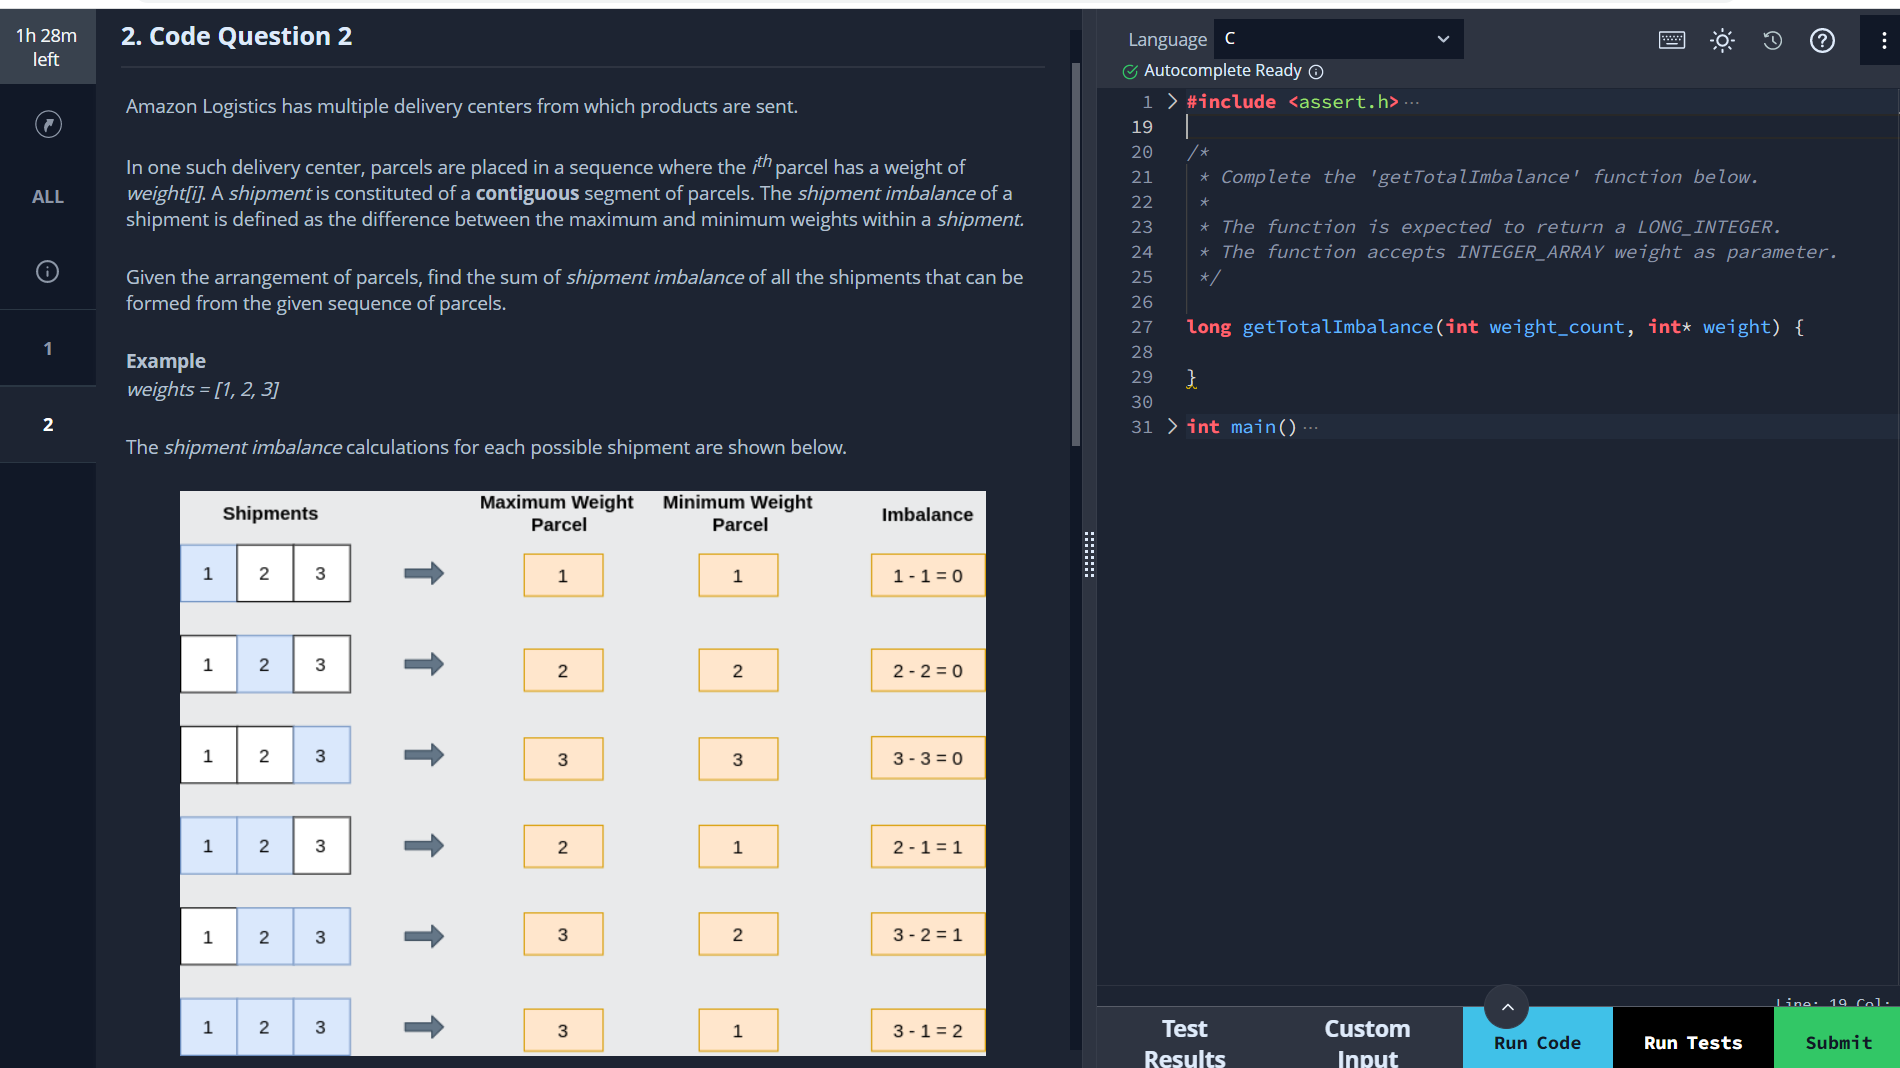 1h 28m
left
ALL
1
2
2. Code Question 2
Amazon Logistics has multiple delivery centers from which products are sent.
In one such delivery center, parcels are placed in a sequence where the ith parcel has a weight of
weight[i]. A shipment is constituted of a contiguous segment of parcels. The shipment imbalance of a
shipment is defined as the difference between the maximum and minimum weights within a shipment.
Given the arrangement of parcels, find the sum of shipment imbalance of all the shipments that can be
formed from the given sequence of parcels.
Example
weights = [1, 2, 3]
The shipment imbalance calculations for each possible shipment are shown below.
Shipments Maximum Weight Parcel Minimum Weight Parcel Imbalance
1 2 3 1 1 1 - 1 = 0
1 2 3 2 2 2 - 2 = 0
1 2 3 3 3 3 - 3 = 0
1 2 3 2 1 2 - 1 = 1
1 2 3 3 2 3 - 2 = 1
1 2 3 3 1 3 - 1 = 2
Language C
Autocomplete Ready
1 #include <assert.h> ...
19
20 /*
21 * Complete the 'getTotalImbalance' function below.
22 *
23 * The function is expected to return a LONG_INTEGER.
24 * The function accepts INTEGER_ARRAY weight as parameter.
25 */
26
27 long getTotalImbalance(int weight_count, int* weight) {
28
29 }
30
31 int main() ...
Line: 19 Col:
Test
Results
Custom
Input
Run Code
Run Tests
Submit